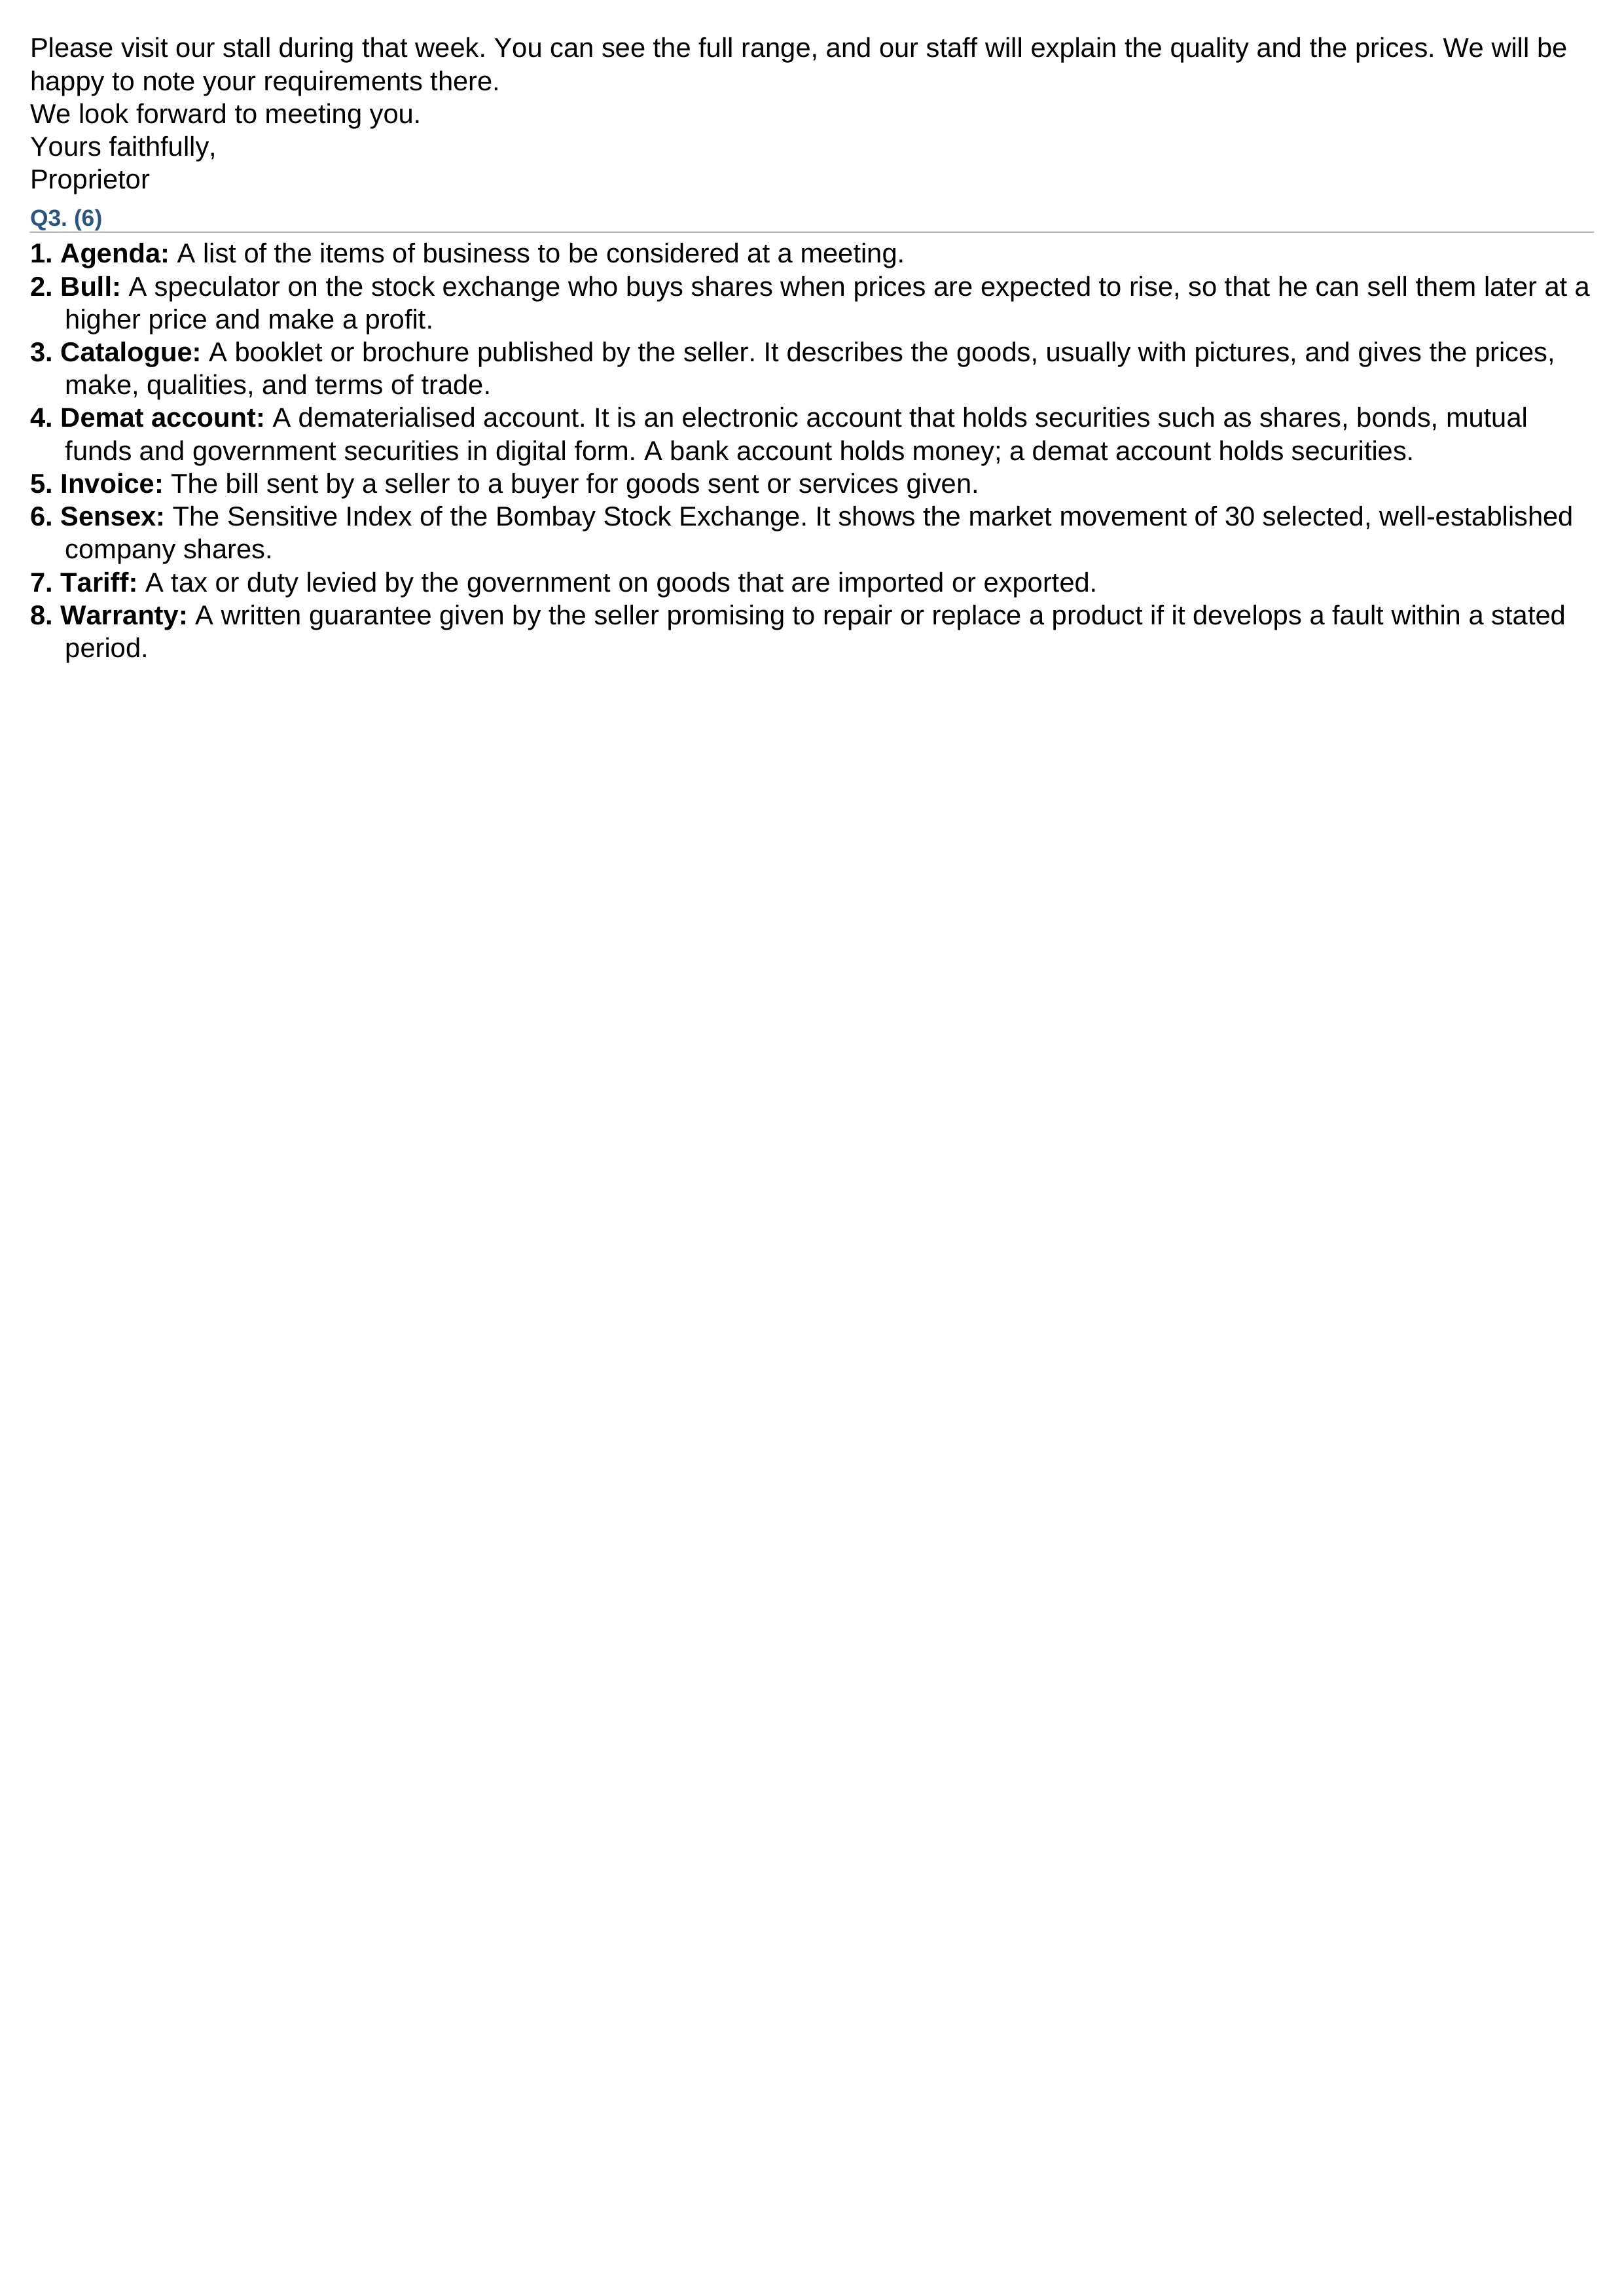 Please visit our stall during that week. You can see the full range, and our staff will explain the quality and the prices. We will be
happy to note your requirements there.
We look forward to meeting you.
Yours faithfully,
Proprietor
Q3. (6)
1. Agenda: A list of the items of business to be considered at a meeting.
2. Bull: A speculator on the stock exchange who buys shares when prices are expected to rise, so that he can sell them later at a
higher price and make a profit.
3. Catalogue: A booklet or brochure published by the seller. It describes the goods, usually with pictures, and gives the prices,
make, qualities, and terms of trade.
4. Demat account: A dematerialised account. It is an electronic account that holds securities such as shares, bonds, mutual
funds and government securities in digital form. A bank account holds money; a demat account holds securities.
5. Invoice: The bill sent by a seller to a buyer for goods sent or services given.
6. Sensex: The Sensitive Index of the Bombay Stock Exchange. It shows the market movement of 30 selected, well-established
company shares.
7. Tariff: A tax or duty levied by the government on goods that are imported or exported.
8. Warranty: A written guarantee given by the seller promising to repair or replace a product if it develops a fault within a stated
period.